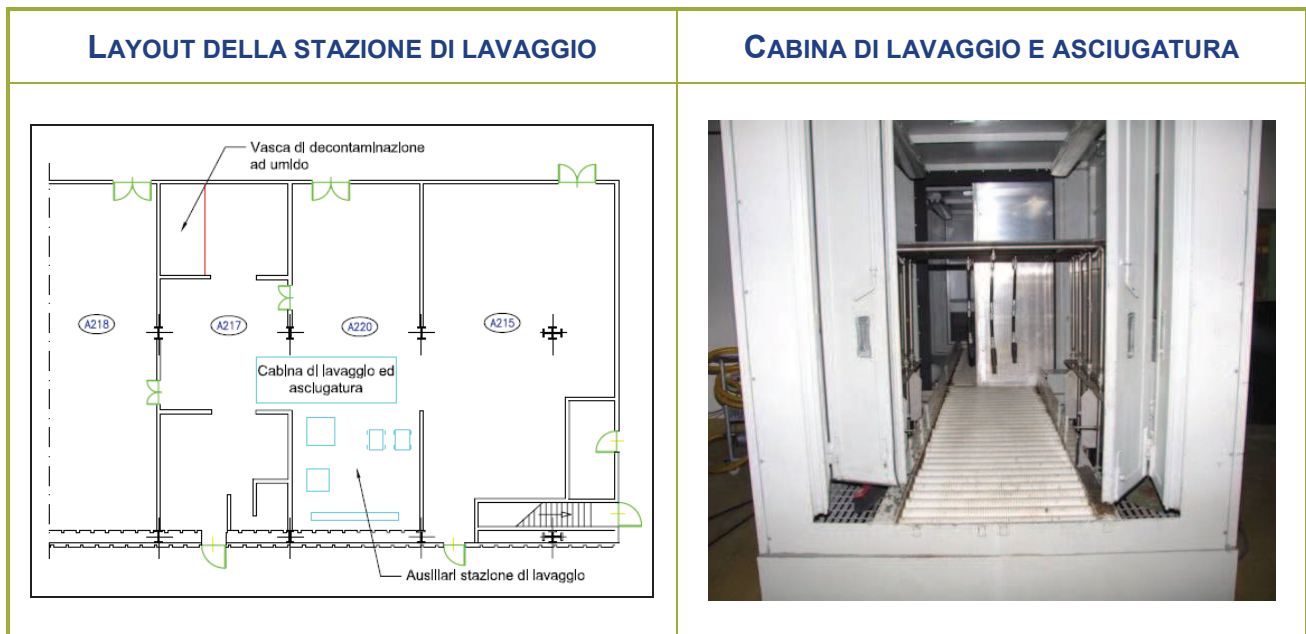 LAYOUT DELLA STAZIONE DI LAVAGGIO
CABINA DI LAVAGGIO E ASCIUGATURA
Vasca di decontaminazione
ad umido
A218
A217
A220
A215
Cabina di lavaggio ed
asciugatura
Ausiliari stazione di lavaggio